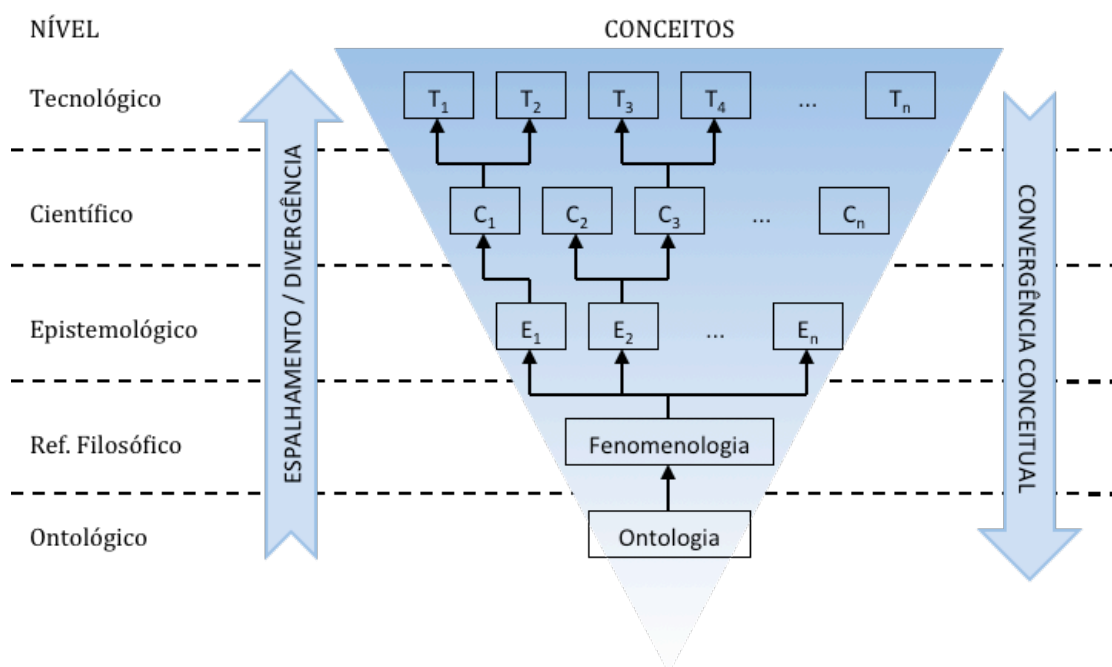 NÍVEL CONCEITOS
Tecnológico T1 T2 T3 T4 ... Tn
Científico C1 C2 C3 ... Cn
Epistemológico E1 E2 ... En
Ref. Filosófico Fenomenologia
Ontológico Ontologia
ESPALHAMENTO / DIVERGÊNCIA
CONVERGÊNCIA CONCEITUAL